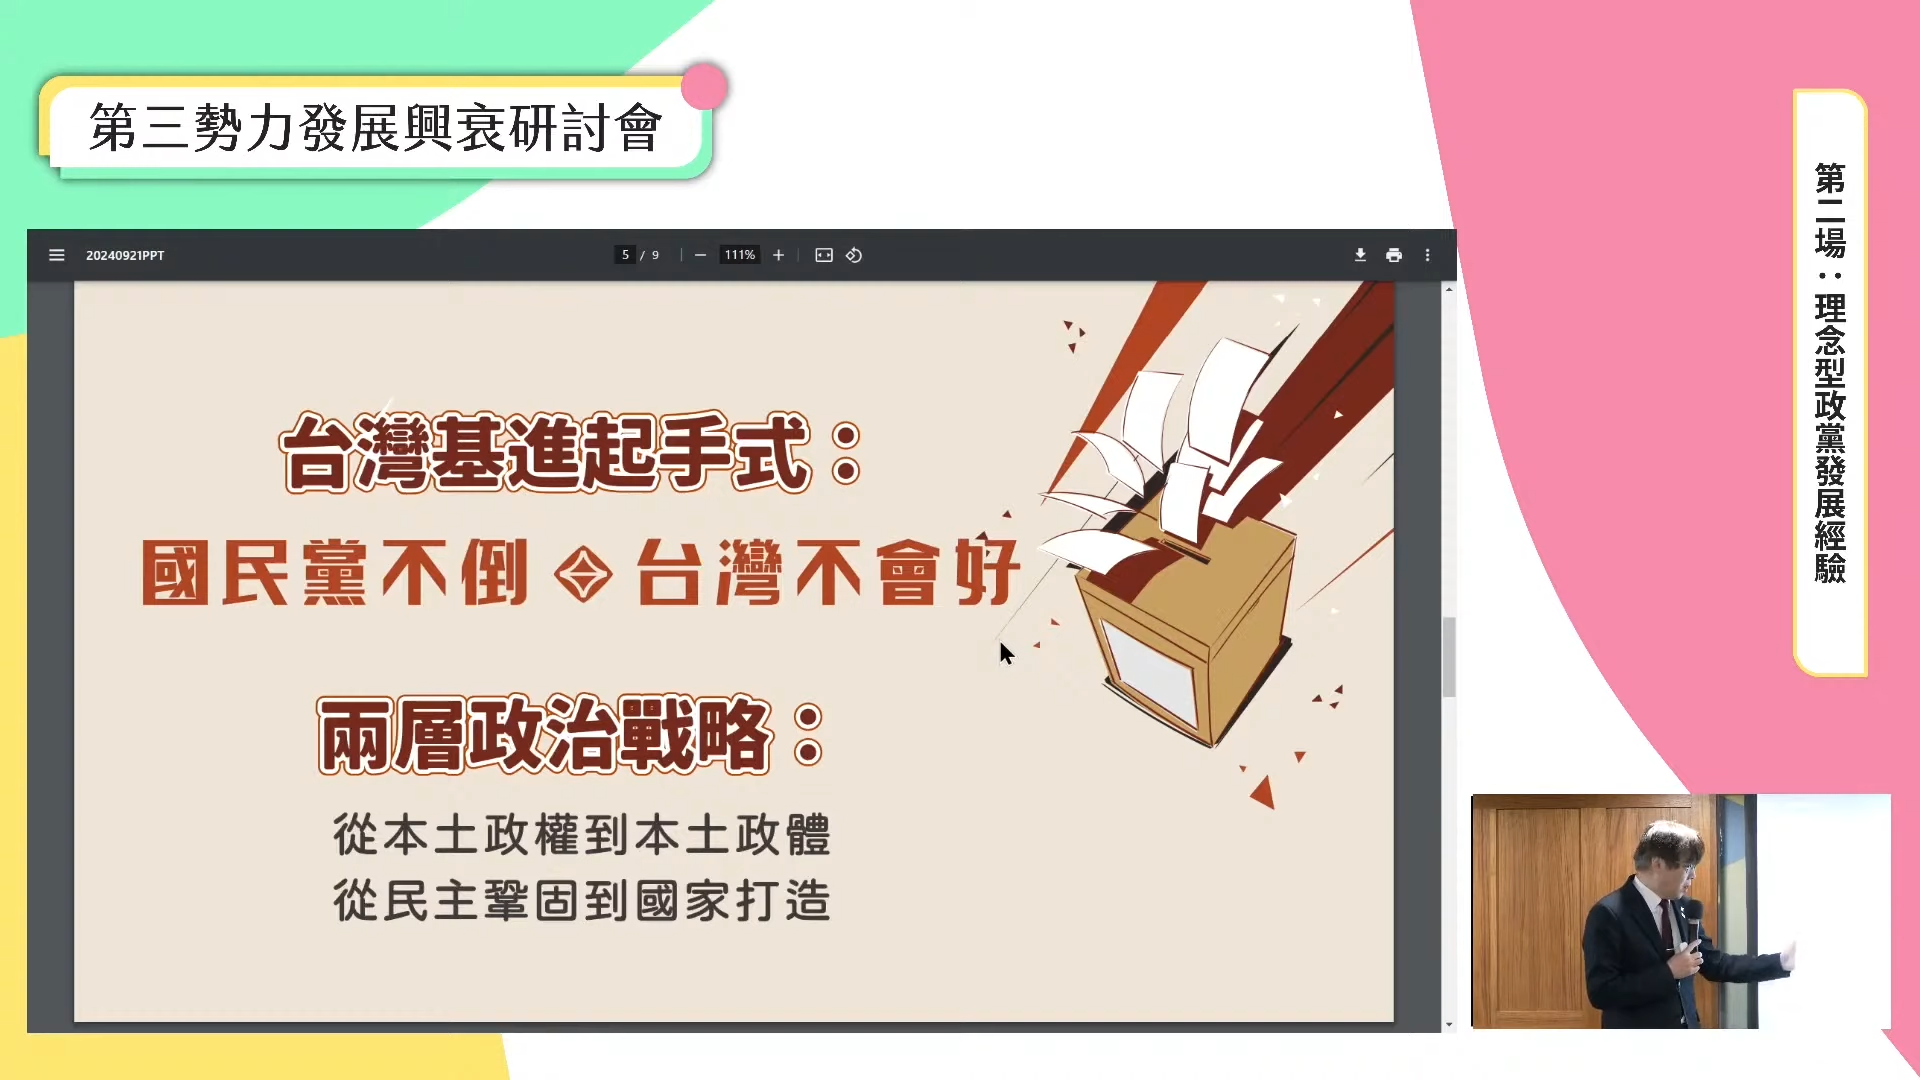 第三勢力發展興衰研討會
第二場：理念型政黨發展經驗
20240921PPT
5 / 9
111%
台灣基進起手式：
國民黨不倒 台灣不會好
兩層政治戰略：
從本土政權到本土政體
從民主鞏固到國家打造